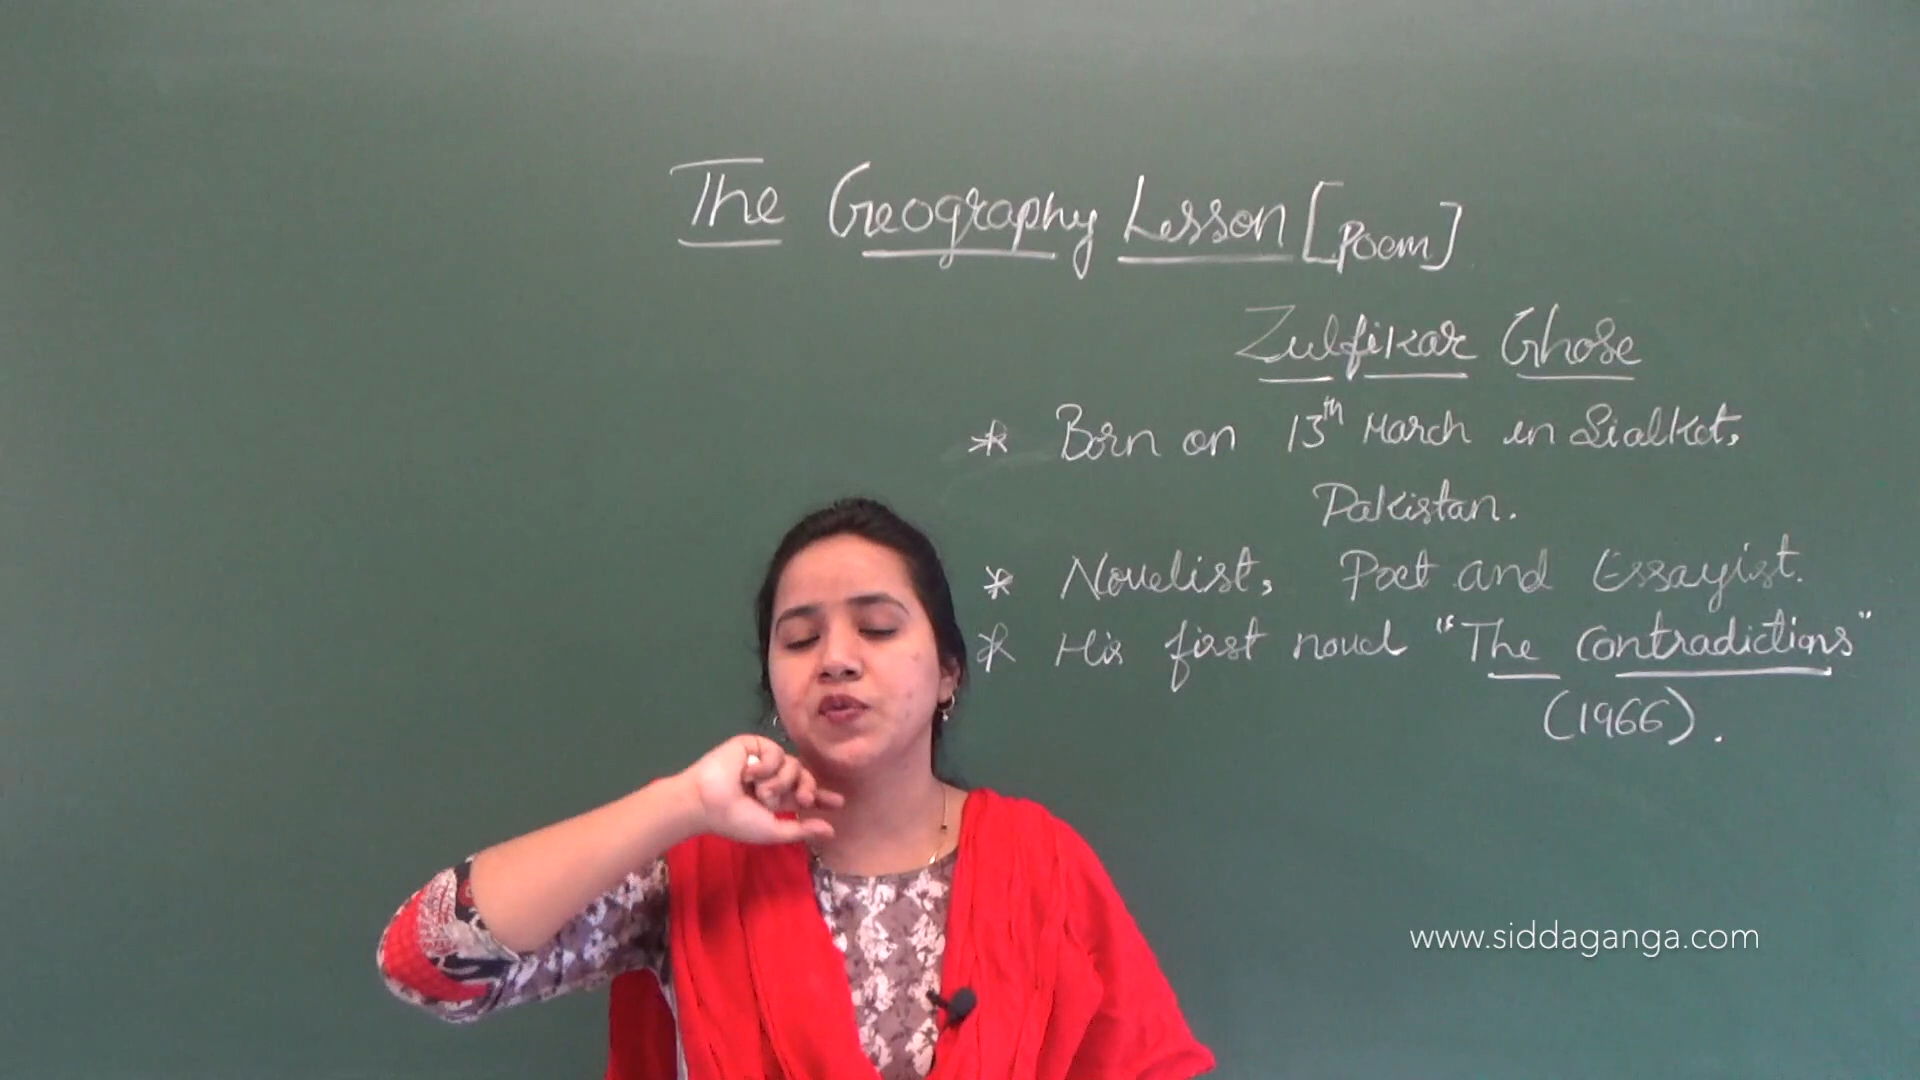 The Geography Lesson [Poem]
Zulfikar Ghose
* Born on 13th March in Sialkot,
Pakistan.
* Novelist, Poet and Essayist.
* His first novel "The Contradictions"
(1966).
www.siddaganga.com